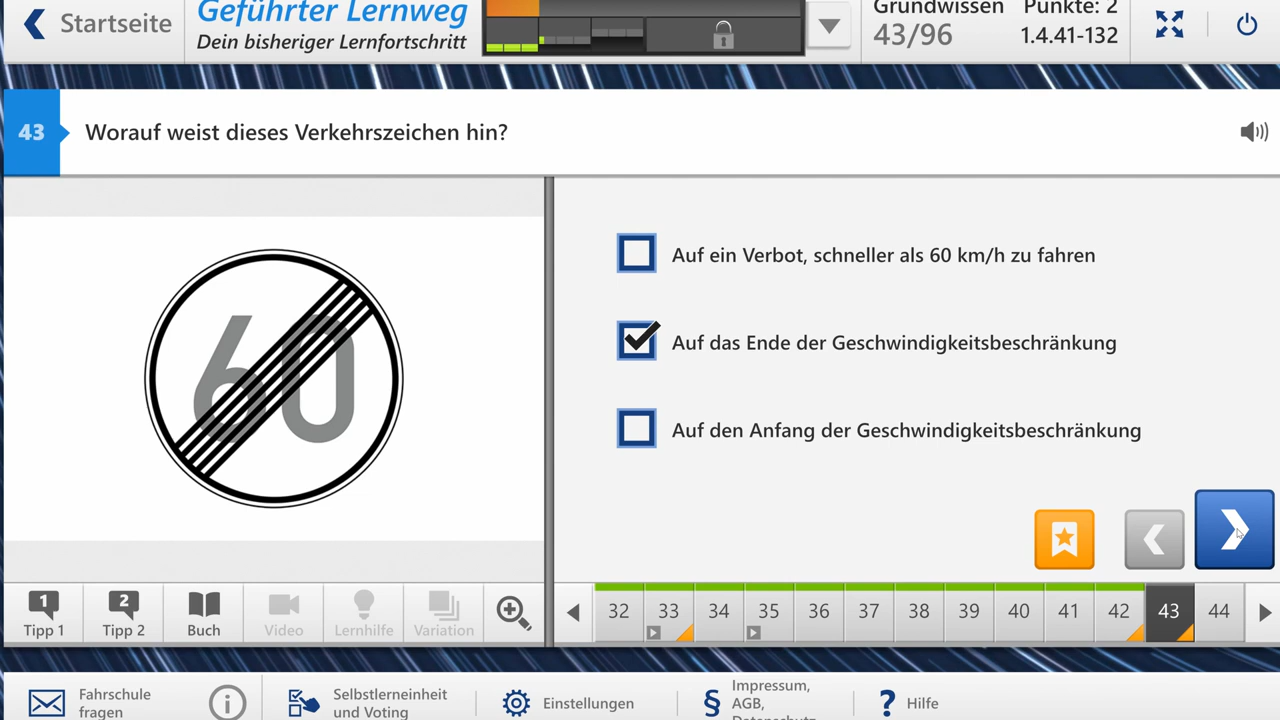 Startseite
Geführter Lernweg
Dein bisheriger Lernfortschritt
Grundwissen
43/96
Punkte: 2
1.4.41-132
43
Worauf weist dieses Verkehrszeichen hin?
60
Auf ein Verbot, schneller als 60 km/h zu fahren
Auf das Ende der Geschwindigkeitsbeschränkung
Auf den Anfang der Geschwindigkeitsbeschränkung
1
Tipp 1
2
Tipp 2
Buch
Video
Lernhilfe
Variation
32 33 34 35 36 37 38 39 40 41 42 43 44
Fahrschule
fragen
Selbstlerneinheit
und Voting
Einstellungen
§
Impressum,
AGB,
Datenschutz
?
Hilfe